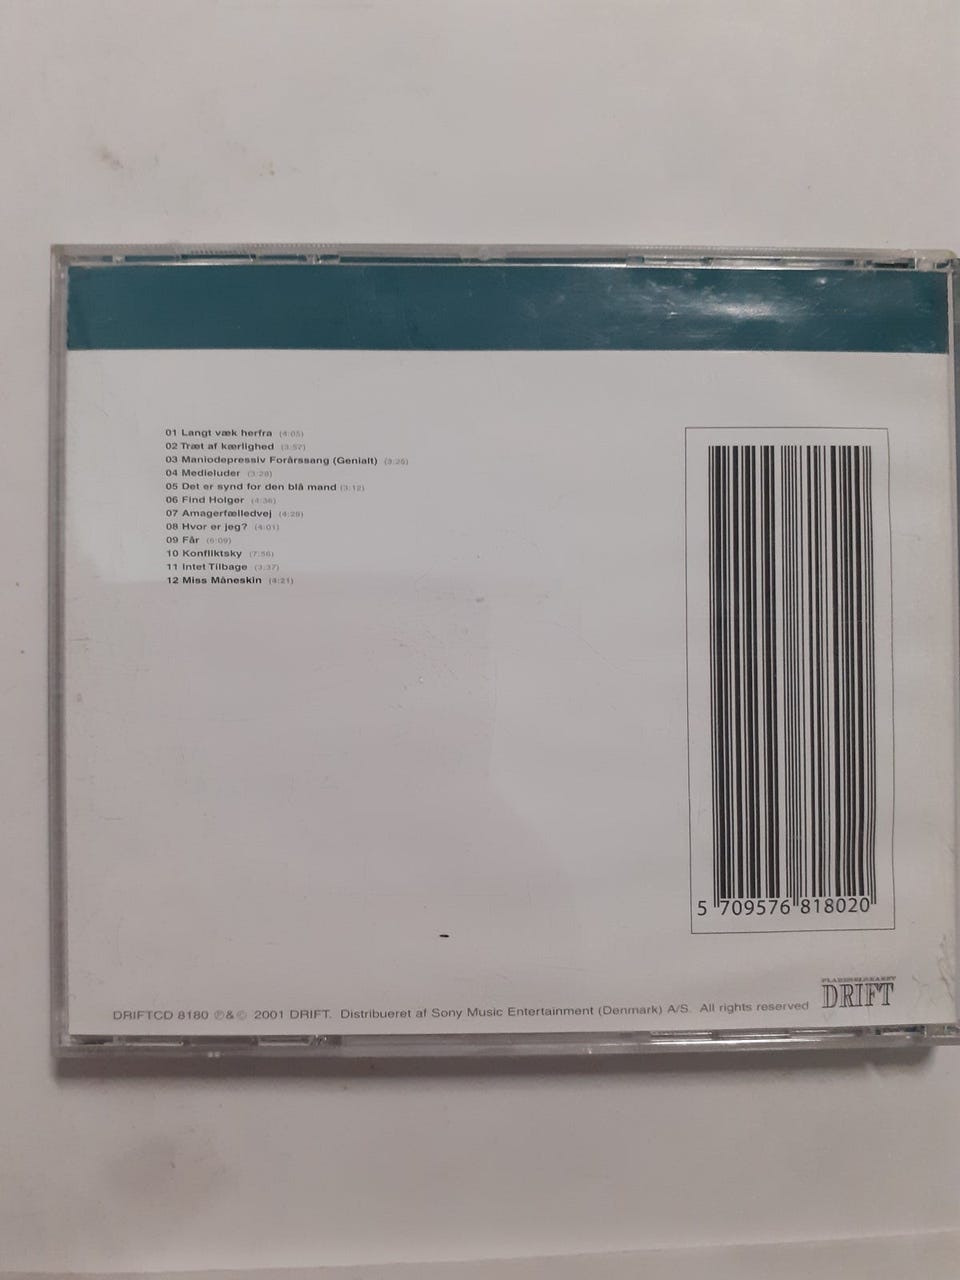 01 Langt væk herfra (4:05)
02 Træt af kærlighed (3:57)
03 Maniodepressiv Forårssang (Genialt) (3:25)
04 Medieluder (3:28)
05 Det er synd for den blå mand (3:12)
06 Find Holger (4:36)
07 Amagerfælledvej (4:29)
08 Hvor er jeg? (4:01)
09 Får (6:09)
10 Konfliktsky (7:56)
11 Intet Tilbage (3:37)
12 Miss Måneskin (4:21)
5 709576 818020
PLADESELSKABET
DRIFT
DRIFTCD 8180 ℗&© 2001 DRIFT. Distribueret af Sony Music Entertainment (Denmark) A/S. All rights reserved